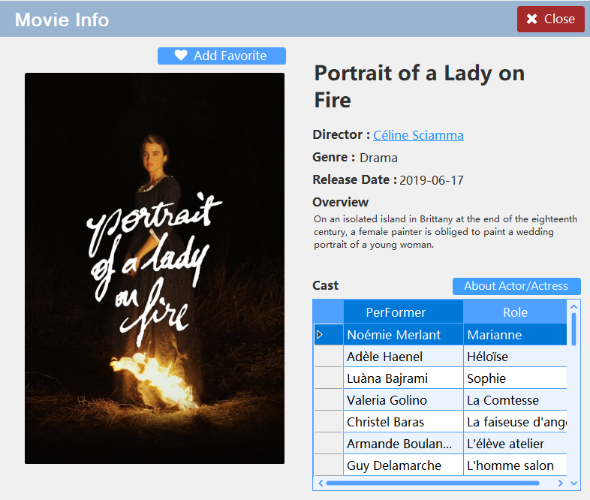 Movie Info
Close
Add Favorite
portrait
of a lady
on
fire
Portrait of a Lady on
Fire
Director : Céline Sciamma
Genre : Drama
Release Date : 2019-06-17
Overview
On an isolated island in Brittany at the end of the eighteenth
century, a female painter is obliged to paint a wedding
portrait of a young woman.
Cast
About Actor/Actress
PerFormer Role
Noémie Merlant Marianne
Adèle Haenel Héloïse
Luàna Bajrami Sophie
Valeria Golino La Comtesse
Christel Baras La faiseuse d'ange
Armande Boulan... L'élève atelier
Guy Delamarche L'homme salon